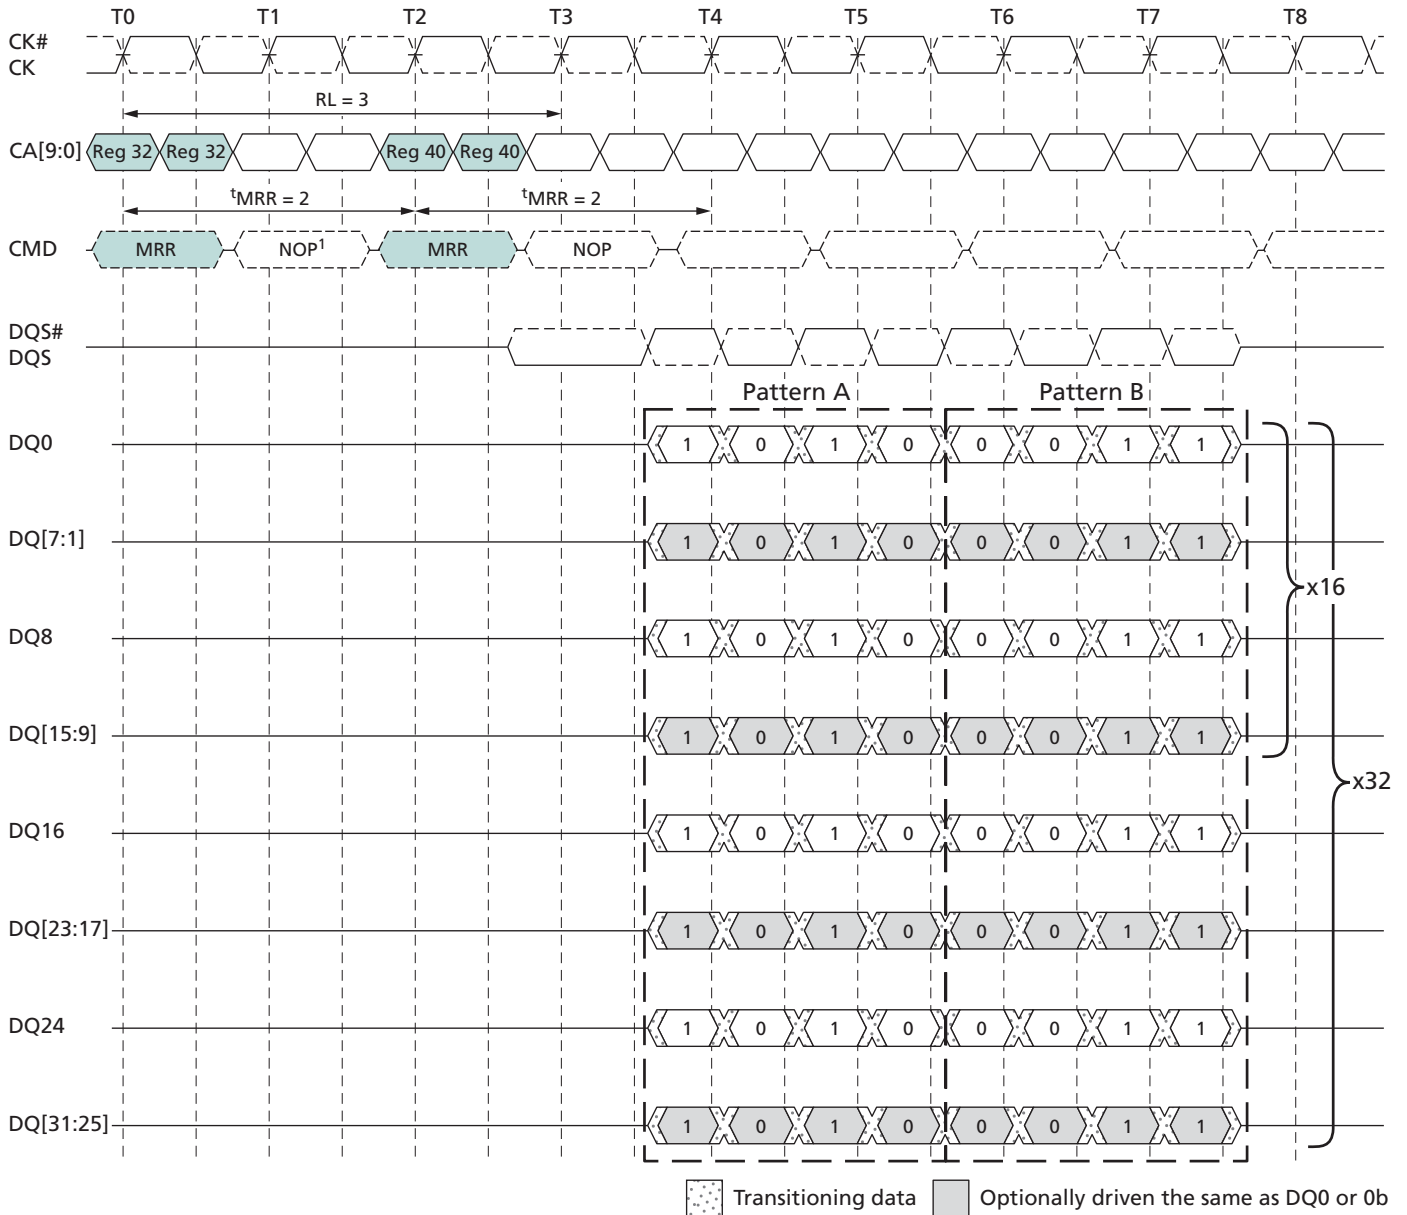 T0 T1 T2 T3 T4 T5 T6 T7 T8
CK#
CK
RL = 3
CA[9:0] Reg 32 Reg 32 Reg 40 Reg 40
tMRR = 2 tMRR = 2
CMD MRR NOP1 MRR NOP
DQS#
DQS
Pattern A Pattern B
DQ0 1 0 1 0 0 0 1 1
DQ[7:1] 1 0 1 0 0 0 1 1
x16
DQ8 1 0 1 0 0 0 1 1
DQ[15:9] 1 0 1 0 0 0 1 1
x32
DQ16 1 0 1 0 0 0 1 1
DQ[23:17] 1 0 1 0 0 0 1 1
DQ24 1 0 1 0 0 0 1 1
DQ[31:25] 1 0 1 0 0 0 1 1
Transitioning data Optionally driven the same as DQ0 or 0b